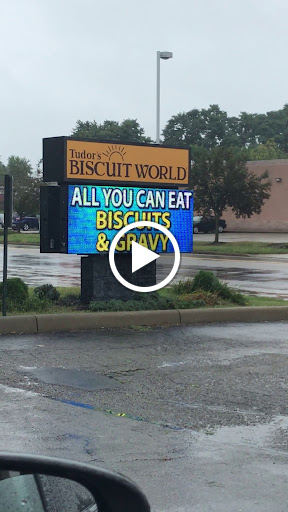 Tudor's
BISCUIT WORLD
ALL YOU CAN EAT
BISCUITS
& GRAVY